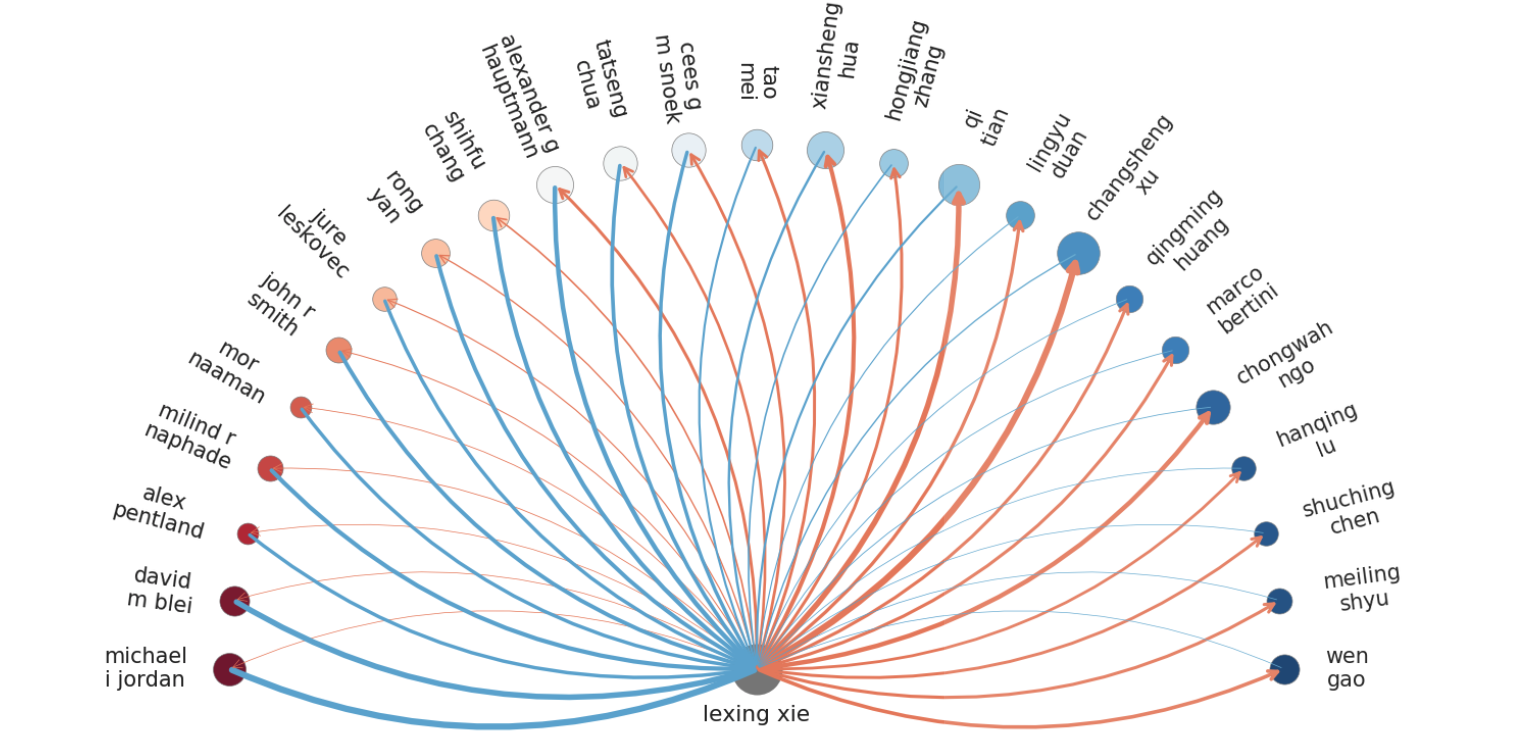 michael
i jordan
david
m blei
alex
pentland
milind r
naphade
mor
naaman
john r
smith
jure
leskovec
rong
yan
shihfu
chang
alexander g
hauptmann
tatseng
chua
cees g
m snoek
tao
mei
xiansheng
hua
hongjiang
zhang
qi
tian
lingyu
duan
changsheng
xu
qingming
huang
marco
bertini
chongwah
ngo
hanqing
lu
shuching
chen
meiling
shyu
wen
gao
lexing xie